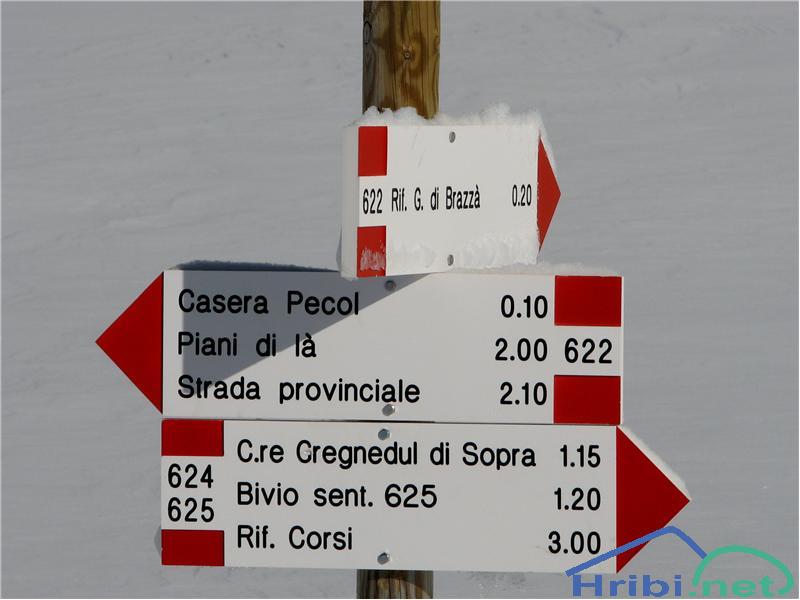 622 Rif. G. di Brazzà 0.20
Casera Pecol 0.10
Piani di là 2.00 622
Strada provinciale 2.10
C.re Cregnedul di Sopra 1.15
624
Bivio sent. 625 1.20
625
Rif. Corsi 3.00
Hribi.net